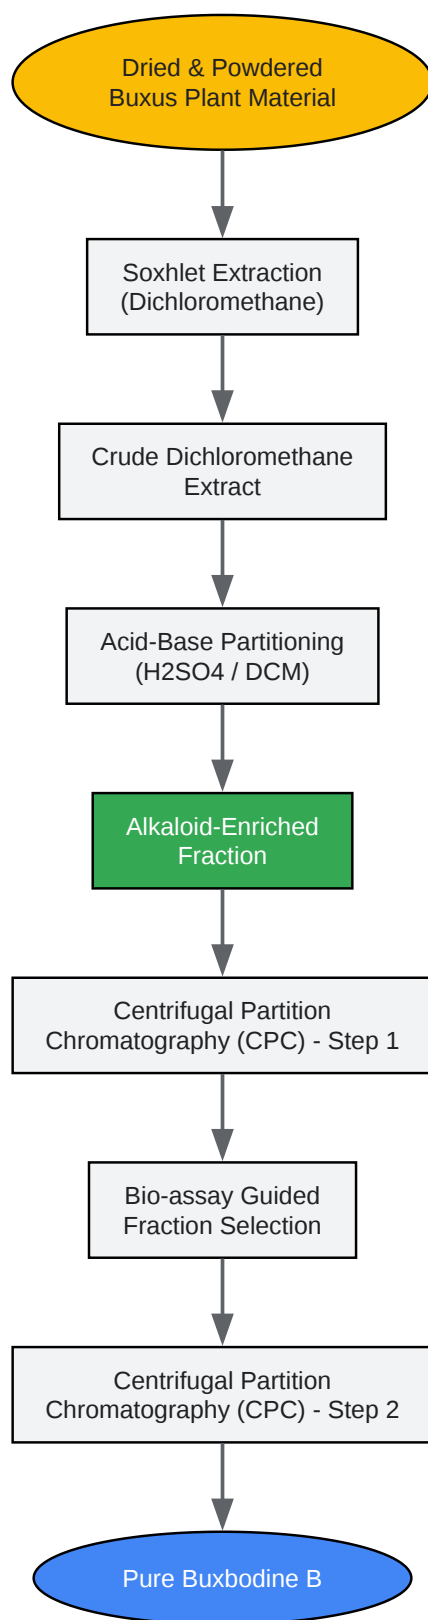 Dried & Powdered
Buxus Plant Material
Soxhlet Extraction
(Dichloromethane)
Crude Dichloromethane
Extract
Acid-Base Partitioning
(H2SO4 / DCM)
Alkaloid-Enriched
Fraction
Centrifugal Partition
Chromatography (CPC) - Step 1
Bio-assay Guided
Fraction Selection
Centrifugal Partition
Chromatography (CPC) - Step 2
Pure Buxbodine B